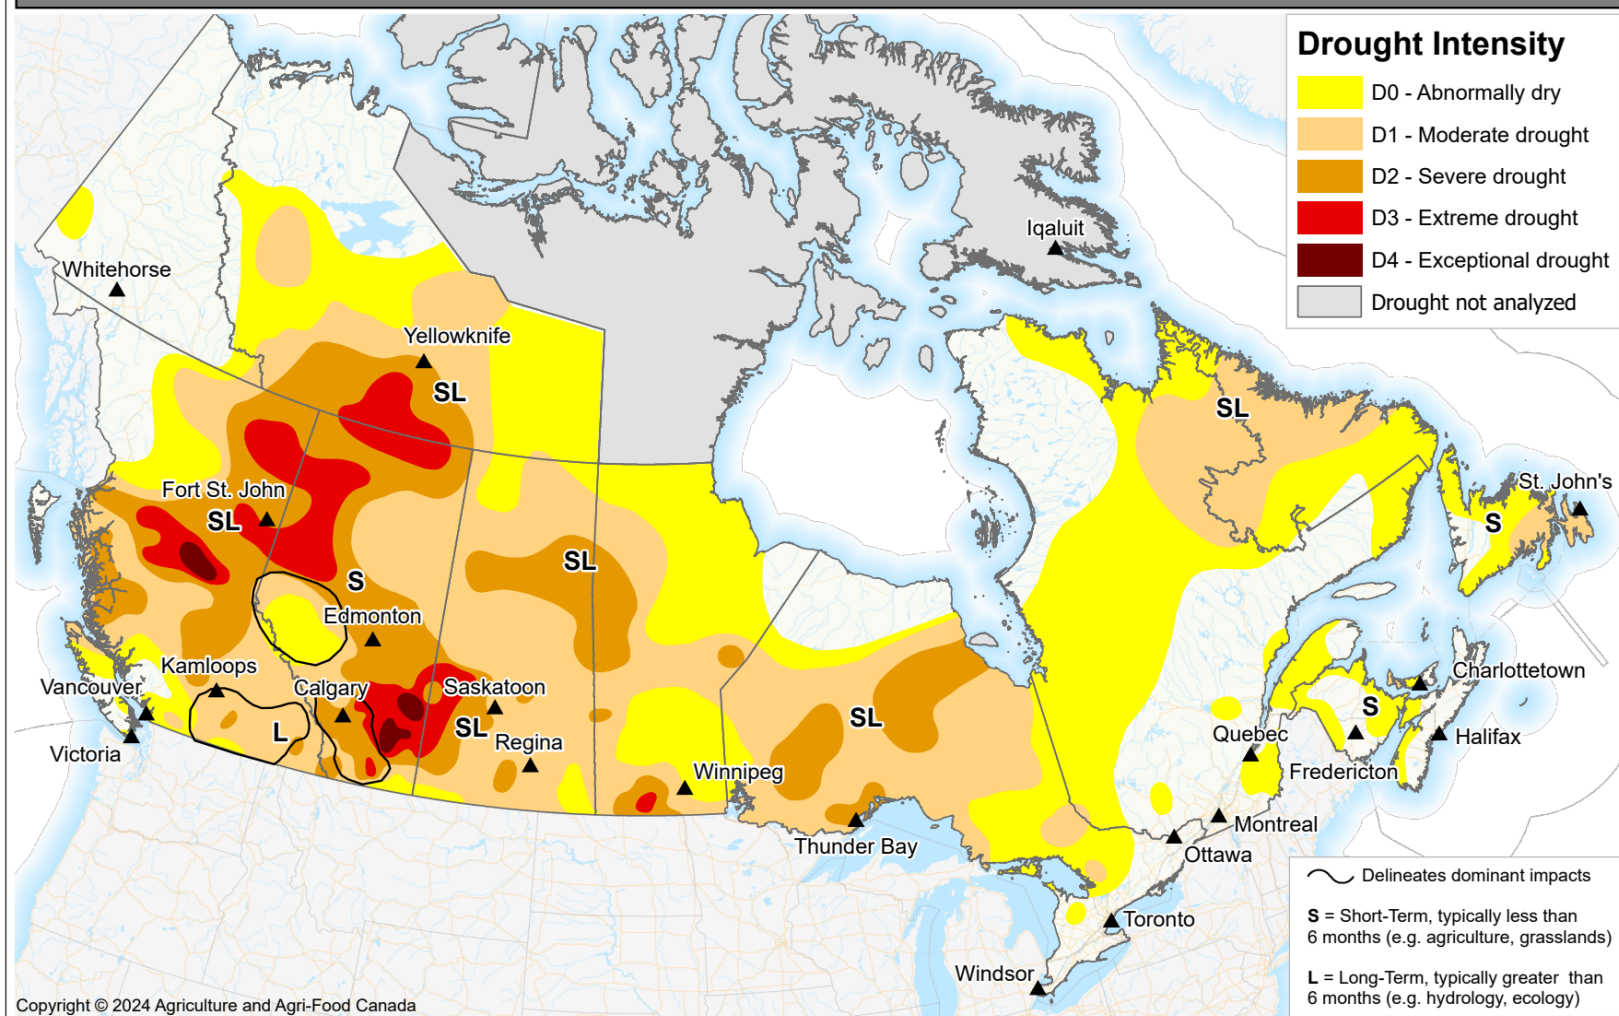 Drought Intensity
D0 - Abnormally dry
D1 - Moderate drought
D2 - Severe drought
D3 - Extreme drought
D4 - Exceptional drought
Drought not analyzed
Iqaluit
Whitehorse
Yellowknife
SL
SL
Fort St. John
SL
St. John's
S
SL
S
Edmonton
Kamloops
Charlottetown
Vancouver
Calgary
Saskatoon
S
L
SL
SL
Regina
Quebec
Halifax
Victoria
Winnipeg
Fredericton
Montreal
Thunder Bay
Ottawa
Delineates dominant impacts
Toronto
S = Short-Term, typically less than
6 months (e.g. agriculture, grasslands)
Windsor
L = Long-Term, typically greater than
6 months (e.g. hydrology, ecology)
Copyright © 2024 Agriculture and Agri-Food Canada